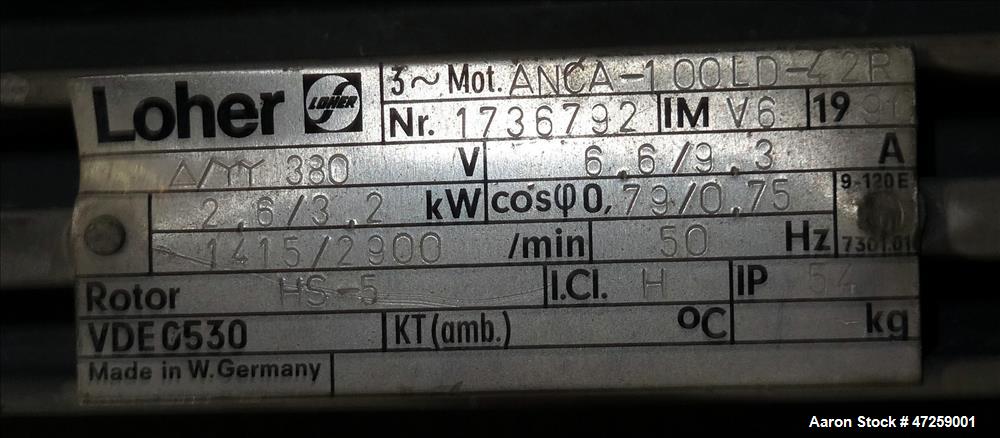 Loher LOHER 3~Mot. ANCA-100LD-42R
Nr. 1736792 IM V6 19
Δ/YY 380 V 6,6/9,3 A
2,6/3,2 kW cosφ 0,79/0,75 9-120E
1415/2900 /min 50 Hz 7301.01
Rotor HS-5 I.Cl. H IP 54
VDE 0530 KT(amb.) °C kg
Made in W. Germany
Aaron Stock # 47259001